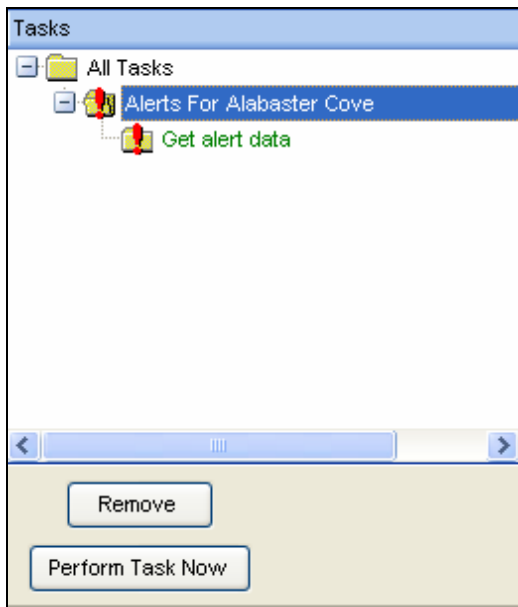 Tasks
All Tasks
Alerts For Alabaster Cove
Get alert data
Remove
Perform Task Now